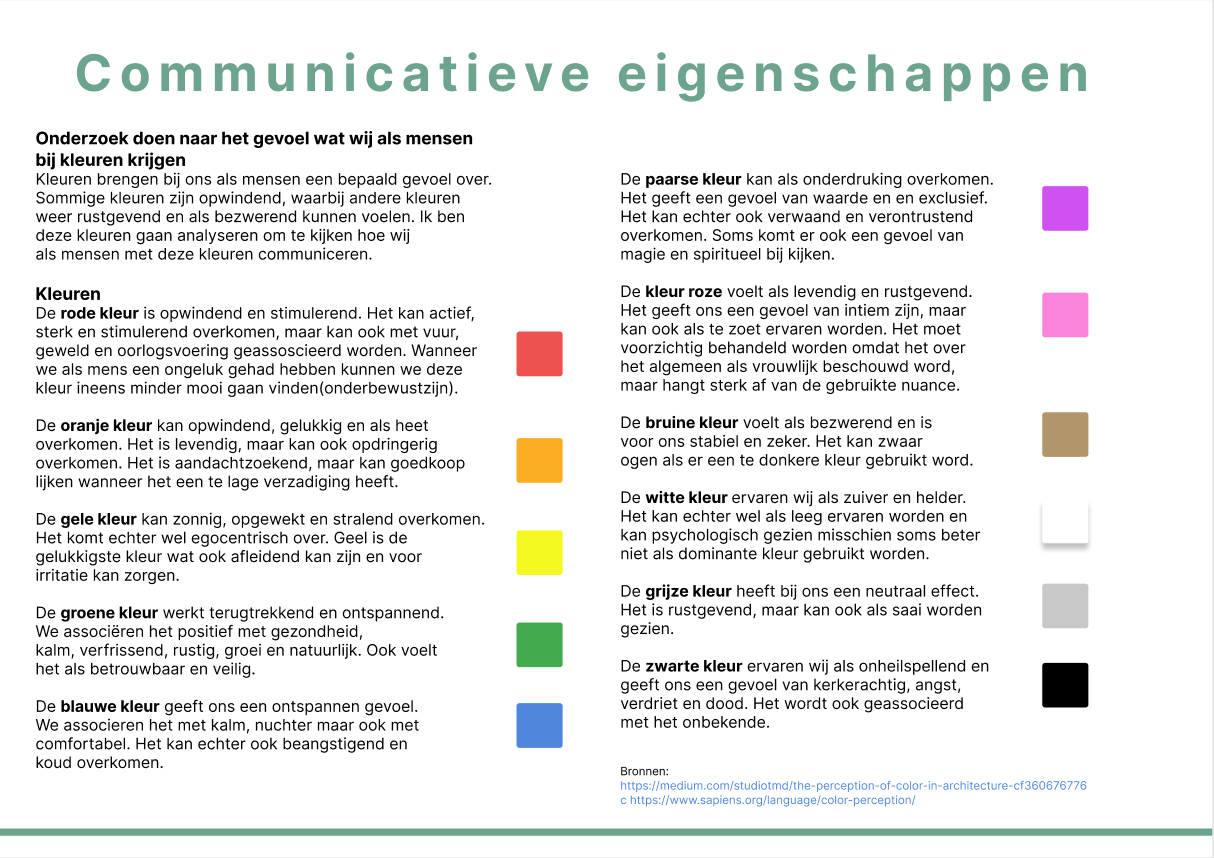 Communicatieve eigenschappen
Onderzoek doen naar het gevoel wat wij als mensen
bij kleuren krijgen
Kleuren brengen bij ons als mensen een bepaald gevoel over.
Sommige kleuren zijn opwindend, waarbij andere kleuren
weer rustgevend en als bezwerend kunnen voelen. Ik ben
deze kleuren gaan analyseren om te kijken hoe wij
als mensen met deze kleuren communiceren.
Kleuren
De rode kleur is opwindend en stimulerend. Het kan actief,
sterk en stimulerend overkomen, maar kan ook met vuur,
geweld en oorlogsvoering geassoscieerd worden. Wanneer
we als mens een ongeluk gehad hebben kunnen we deze
kleur ineens minder mooi gaan vinden(onderbewustzijn).
De oranje kleur kan opwindend, gelukkig en als heet
overkomen. Het is levendig, maar kan ook opdringerig
overkomen. Het is aandachtzoekend, maar kan goedkoop
lijken wanneer het een te lage verzadiging heeft.
De gele kleur kan zonnig, opgewekt en stralend overkomen.
Het komt echter wel egocentrisch over. Geel is de
gelukkigste kleur wat ook afleidend kan zijn en voor
irritatie kan zorgen.
De groene kleur werkt terugtrekkend en ontspannend.
We associëren het positief met gezondheid,
kalm, verfrissend, rustig, groei en natuurlijk. Ook voelt
het als betrouwbaar en veilig.
De blauwe kleur geeft ons een ontspannen gevoel.
We associeren het met kalm, nuchter maar ook met
comfortabel. Het kan echter ook beangstigend en
koud overkomen.
De paarse kleur kan als onderdruking overkomen.
Het geeft een gevoel van waarde en en exclusief.
Het kan echter ook verwaand en verontrustend
overkomen. Soms komt er ook een gevoel van
magie en spiritueel bij kijken.
De kleur roze voelt als levendig en rustgevend.
Het geeft ons een gevoel van intiem zijn, maar
kan ook als te zoet ervaren worden. Het moet
voorzichtig behandeld worden omdat het over
het algemeen als vrouwlijk beschouwd word,
maar hangt sterk af van de gebruikte nuance.
De bruine kleur voelt als bezwerend en is
voor ons stabiel en zeker. Het kan zwaar
ogen als er een te donkere kleur gebruikt word.
De witte kleur ervaren wij als zuiver en helder.
Het kan echter wel als leeg ervaren worden en
kan psychologisch gezien misschien soms beter
niet als dominante kleur gebruikt worden.
De grijze kleur heeft bij ons een neutraal effect.
Het is rustgevend, maar kan ook als saai worden
gezien.
De zwarte kleur ervaren wij als onheilspellend en
geeft ons een gevoel van kerkerachtig, angst,
verdriet en dood. Het wordt ook geassocieerd
met het onbekende.
Bronnen:
https://medium.com/studiotmd/the-perception-of-color-in-architecture-cf360676776
c https://www.sapiens.org/language/color-perception/